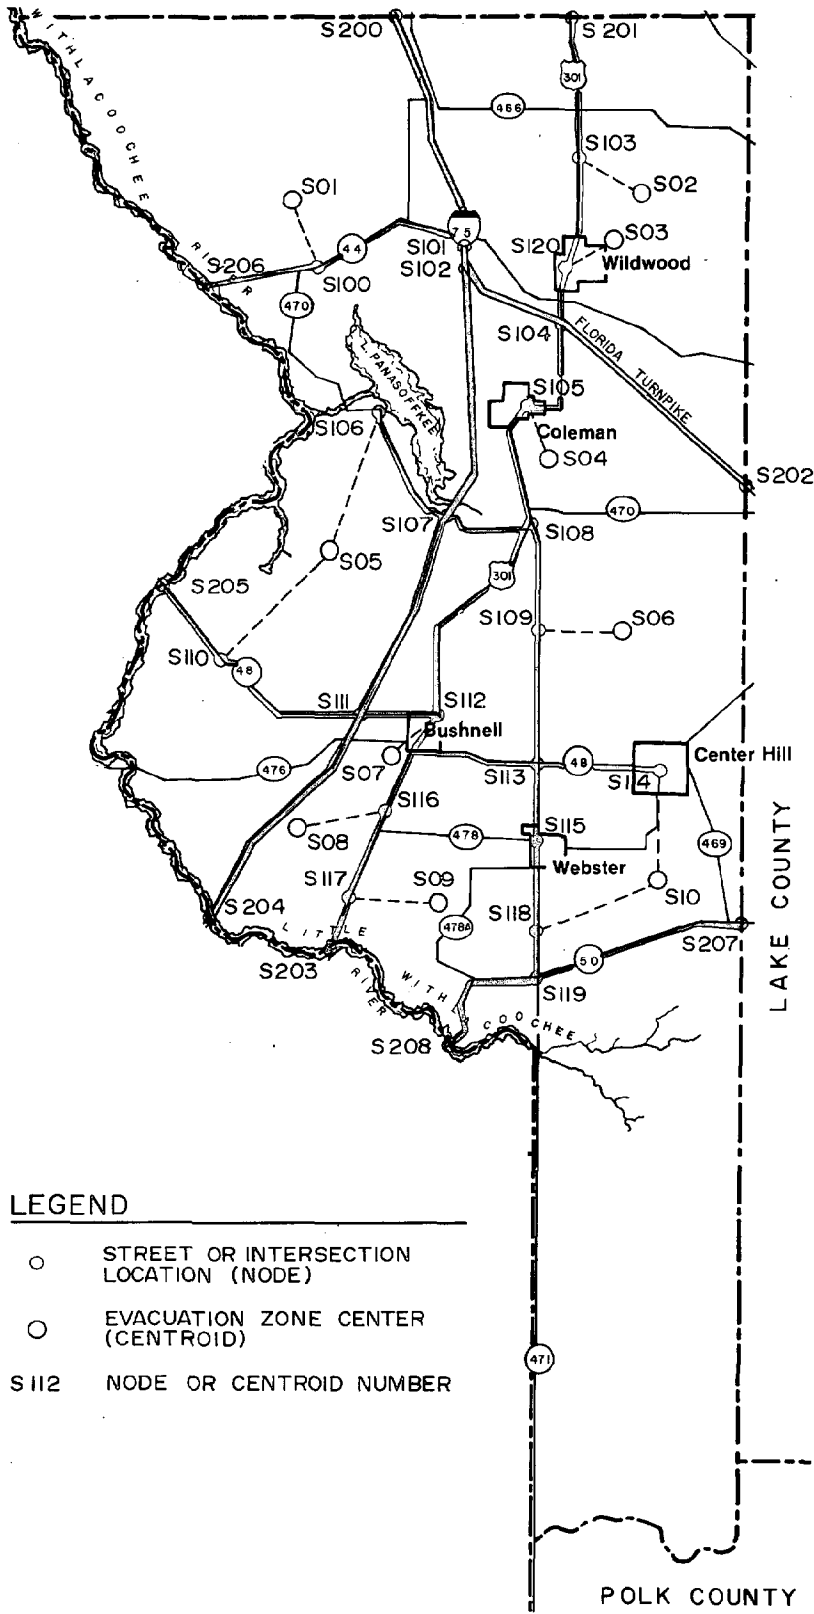 S200
S201
WITHLACOOCHEE
RIVER
301
466
S103
S01
S02
75
S101
S120
S03
44
S206
S100
S102
Wildwood
470
S104
FLORIDA TURNPIKE
L. PANASOFFKEE
S105
S106
Coleman
S04
S202
S107
470
S108
S05
301
S205
S109
S06
S110
48
S111
S112
Bushnell
476
S07
S113
48
S114
Center Hill
S116
S08
478
S115
469
Webster
S117
S09
S10
S204
LITTLE
WITH
COOCHEE
RIVER
478A
S118
S207
LAKE COUNTY
S203
50
S119
S208
LEGEND
STREET OR INTERSECTION
LOCATION (NODE)
EVACUATION ZONE CENTER
(CENTROID)
S112 NODE OR CENTROID NUMBER
471
POLK COUNTY